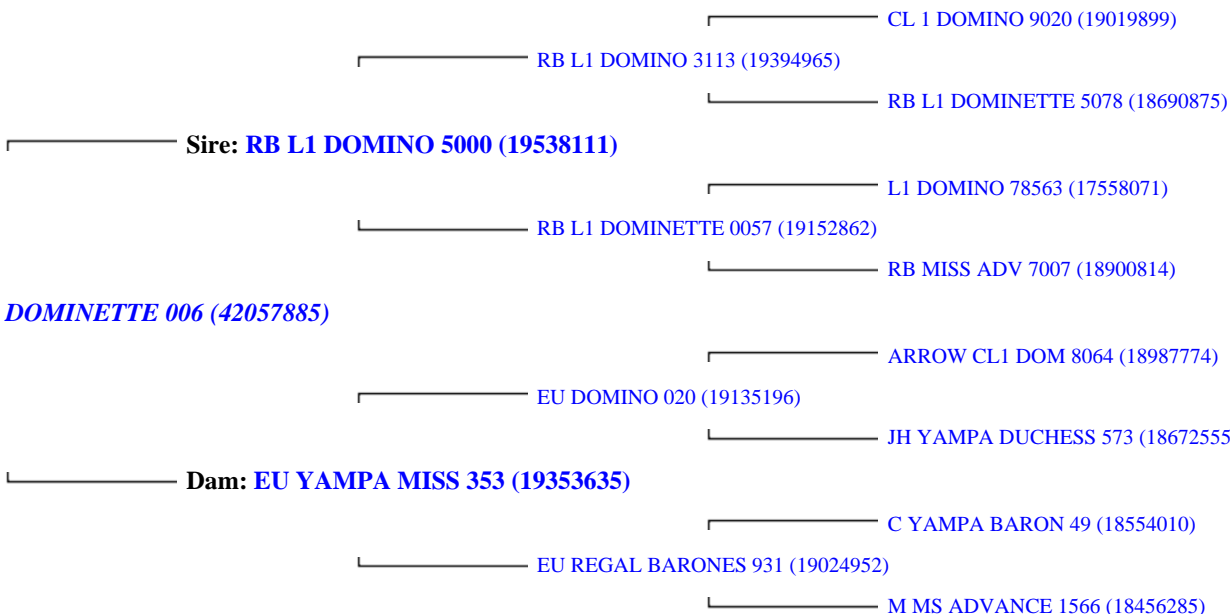 CL 1 DOMINO 9020 (19019899)
RB L1 DOMINO 3113 (19394965)
RB L1 DOMINETTE 5078 (18690875)
Sire: RB L1 DOMINO 5000 (19538111)
L1 DOMINO 78563 (17558071)
RB L1 DOMINETTE 0057 (19152862)
RB MISS ADV 7007 (18900814)
DOMINETTE 006 (42057885)
ARROW CL1 DOM 8064 (18987774)
EU DOMINO 020 (19135196)
JH YAMPA DUCHESS 573 (18672555
Dam: EU YAMPA MISS 353 (19353635)
C YAMPA BARON 49 (18554010)
EU REGAL BARONES 931 (19024952)
M MS ADVANCE 1566 (18456285)